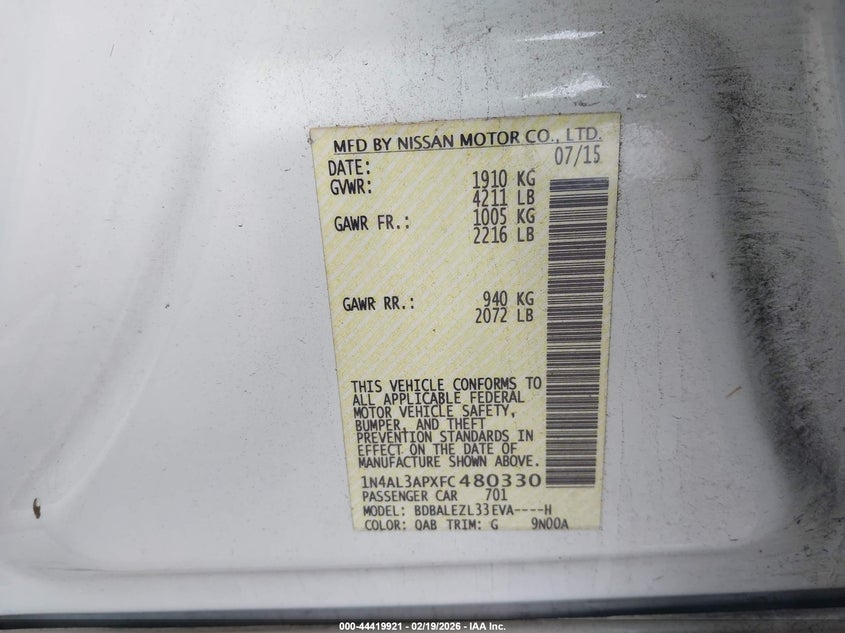 MFD BY NISSAN MOTOR CO., LTD.
DATE: 07/15
GVWR: 1910 KG
4211 LB
GAWR FR.: 1005 KG
2216 LB
GAWR RR.: 940 KG
2072 LB
THIS VEHICLE CONFORMS TO
ALL APPLICABLE FEDERAL
MOTOR VEHICLE SAFETY,
BUMPER, AND THEFT
PREVENTION STANDARDS IN
EFFECT ON THE DATE OF
MANUFACTURE SHOWN ABOVE.
1N4AL3APXFC480330
PASSENGER CAR 701
MODEL: BDBALEZL33EVA----H
COLOR: QAB TRIM: G 9N00A
000-44419921 - 02/19/2026 - IAA Inc.